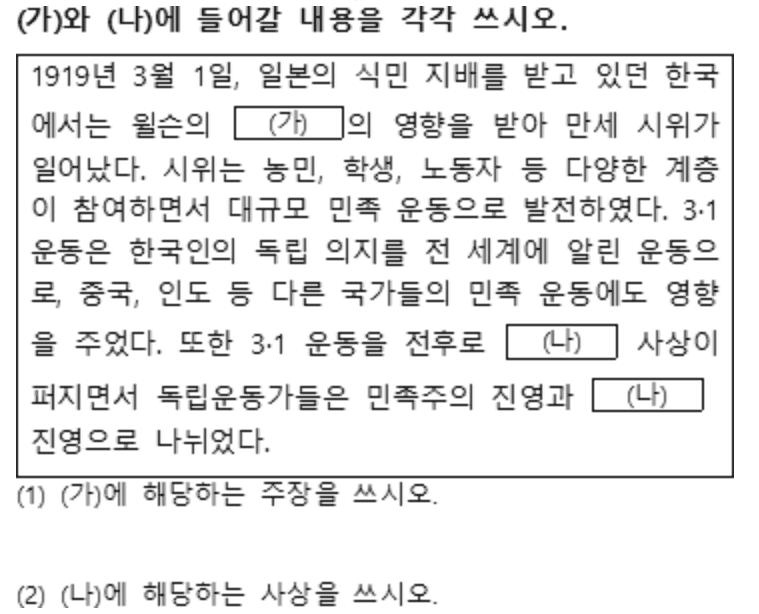 (가)와 (나)에 들어갈 내용을 각각 쓰시오.
1919년 3월 1일, 일본의 식민 지배를 받고 있던 한국
에서는 윌슨의 (가) 의 영향을 받아 만세 시위가
일어났다. 시위는 농민, 학생, 노동자 등 다양한 계층
이 참여하면서 대규모 민족 운동으로 발전하였다. 3·1
운동은 한국인의 독립 의지를 전 세계에 알린 운동으
로, 중국, 인도 등 다른 국가들의 민족 운동에도 영향
을 주었다. 또한 3·1 운동을 전후로 (나) 사상이
퍼지면서 독립운동가들은 민족주의 진영과 (나)
진영으로 나뉘었다.
(1) (가)에 해당하는 주장을 쓰시오.
(2) (나)에 해당하는 사상을 쓰시오.